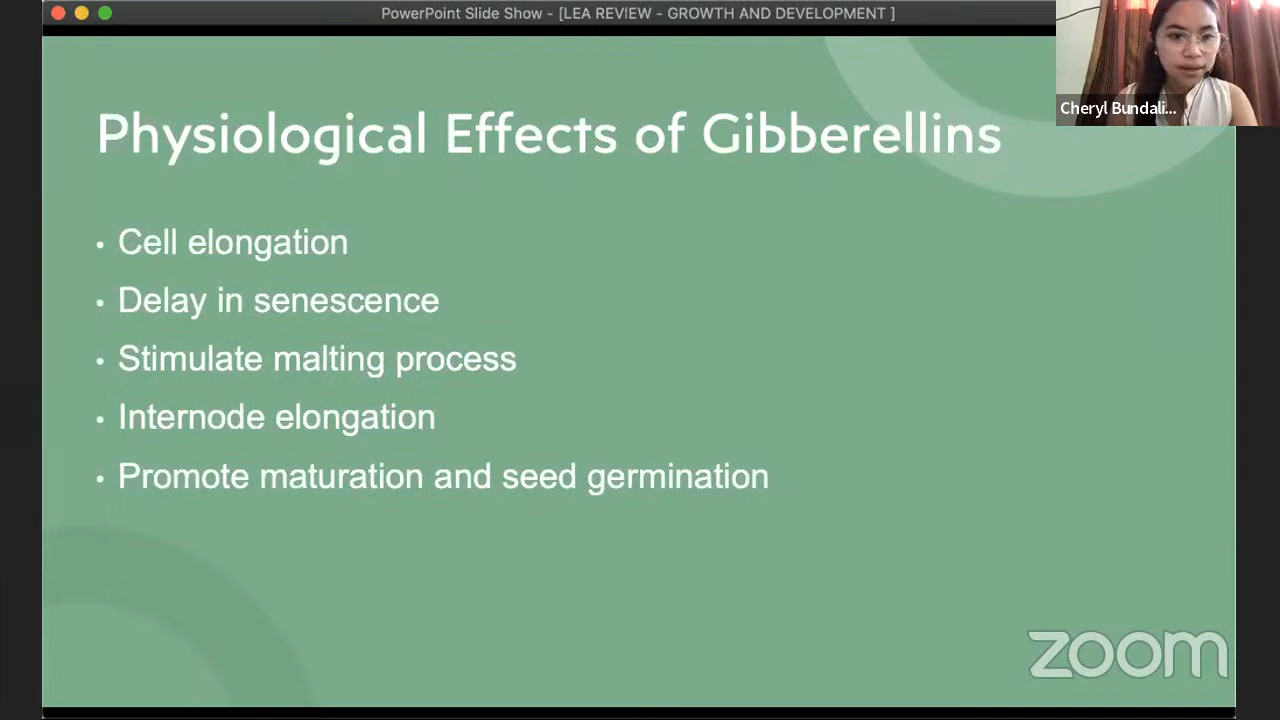 PowerPoint Slide Show - [LEA REVIEW - GROWTH AND DEVELOPMENT ]
Cheryl Bundali...
Physiological Effects of Gibberellins
• Cell elongation
• Delay in senescence
• Stimulate malting process
• Internode elongation
• Promote maturation and seed germination
zoom